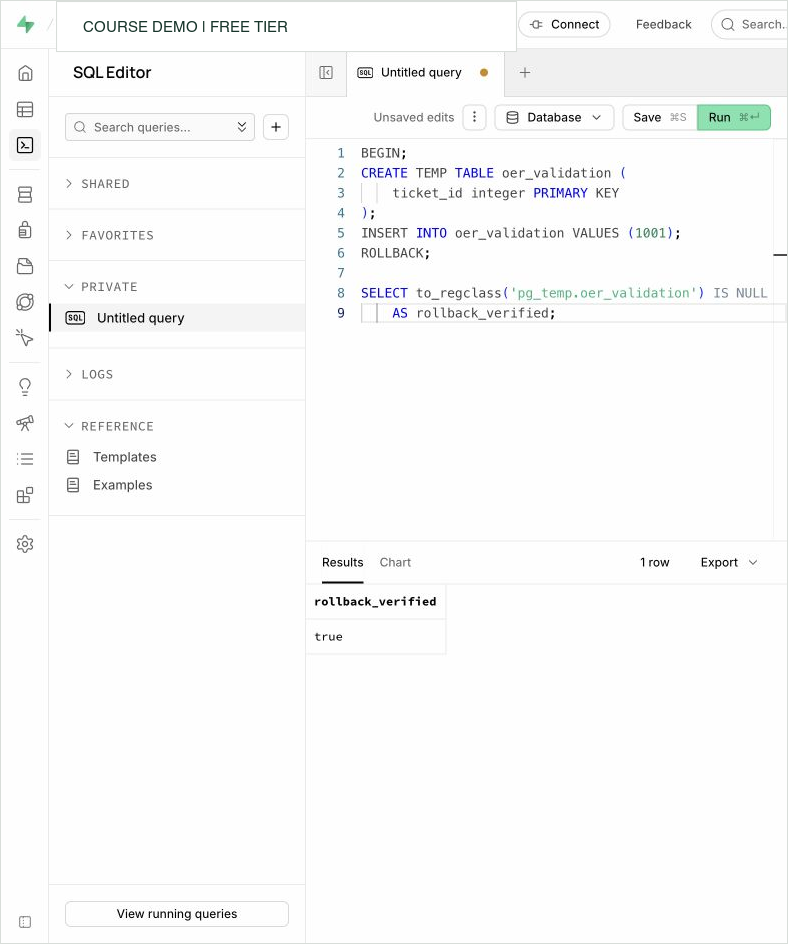 COURSE DEMO | FREE TIER
Connect
Feedback
Search...
SQL Editor
SQL Untitled query
Search queries...
Unsaved edits
Database
Save ⌘S
Run ⌘↵
SHARED
FAVORITES
PRIVATE
SQL Untitled query
LOGS
REFERENCE
Templates
Examples
View running queries
1 BEGIN;
2 CREATE TEMP TABLE oer_validation (
3 ticket_id integer PRIMARY KEY
4 );
5 INSERT INTO oer_validation VALUES (1001);
6 ROLLBACK;
7
8 SELECT to_regclass('pg_temp.oer_validation') IS NULL
9 AS rollback_verified;
Results Chart
1 row
Export
rollback_verified
true